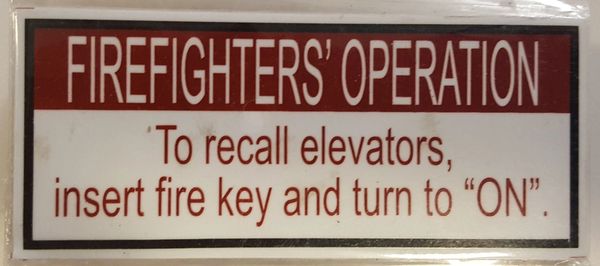 FIREFIGHTERS' OPERATION
To recall elevators,
insert fire key and turn to “ON”.